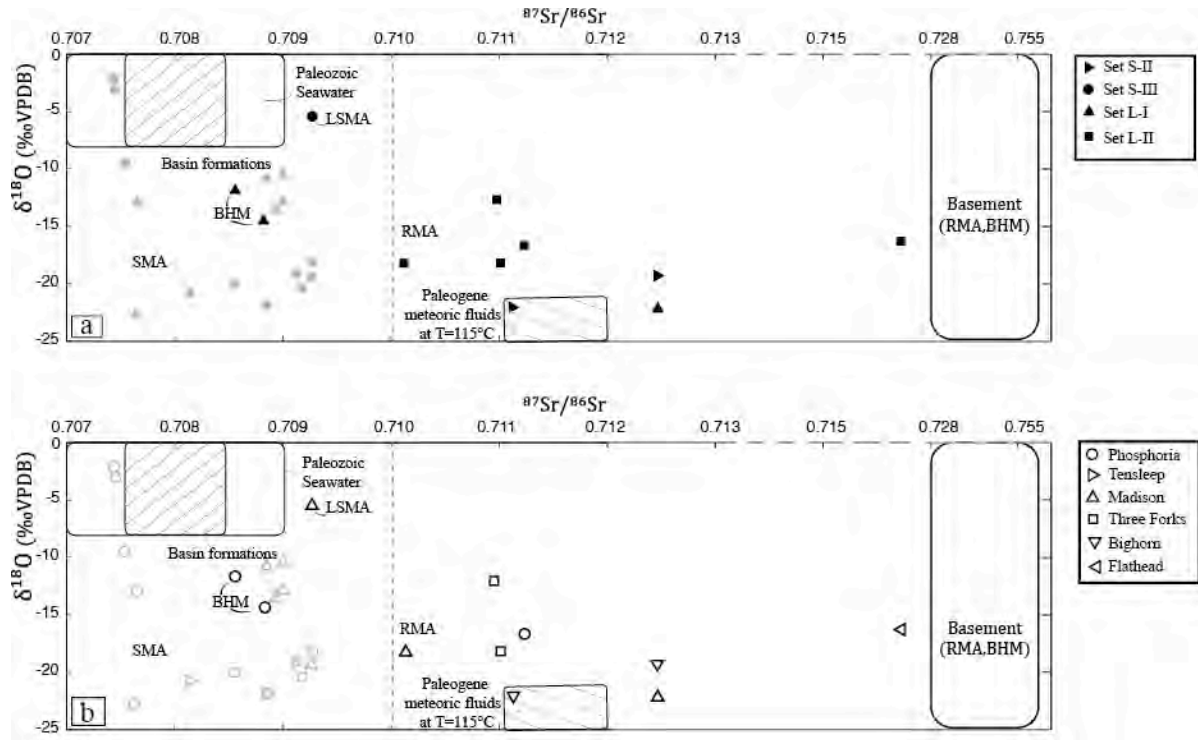 ⁸⁷Sr/⁸⁶Sr
0.707 0.708 0.709 0.710 0.711 0.712 0.713 0.715 0.728 0.755
δ¹⁸O (‰VPDB)
0
-5
-10
-15
-20
-25
Paleozoic
Seawater
LSMA
Basin formations
BHM
SMA
RMA
Paleogene
meteoric fluids
at T=115°C
Basement
(RMA,BHM)
a
Set S-II
Set S-III
Set L-I
Set L-II
⁸⁷Sr/⁸⁶Sr
0.707 0.708 0.709 0.710 0.711 0.712 0.713 0.715 0.728 0.755
δ¹⁸O (‰VPDB)
0
-5
-10
-15
-20
-25
Paleozoic
Seawater
LSMA
Basin formations
BHM
SMA
RMA
Paleogene
meteoric fluids
at T=115°C
Basement
(RMA,BHM)
b
Phosphoria
Tensleep
Madison
Three Forks
Bighorn
Flathead